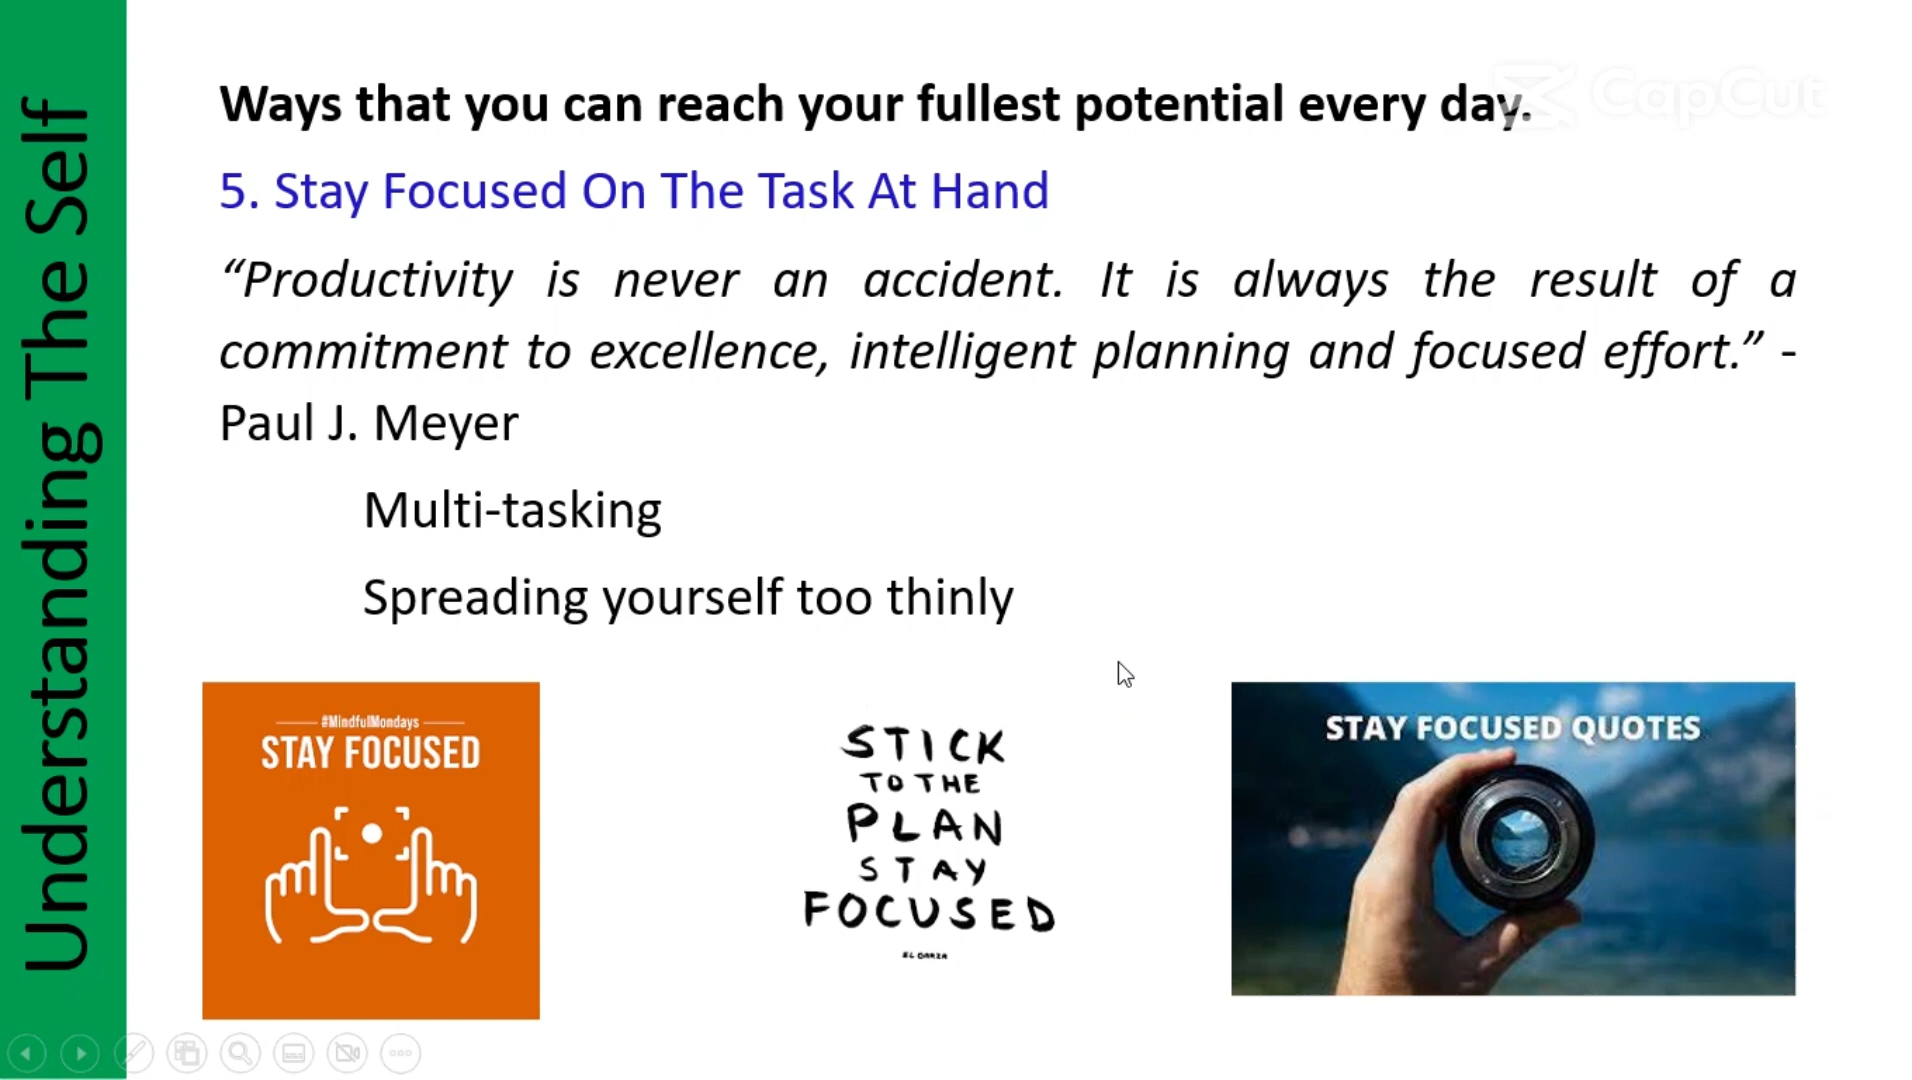 Understanding The Self
CapCut
Ways that you can reach your fullest potential every day.
5. Stay Focused On The Task At Hand
“Productivity is never an accident. It is always the result of a
commitment to excellence, intelligent planning and focused effort.” -
Paul J. Meyer
Multi-tasking
Spreading yourself too thinly
#MindfulMondays
STAY FOCUSED
STICK
TO THE
PLAN
STAY
FOCUSED
STAY FOCUSED QUOTES